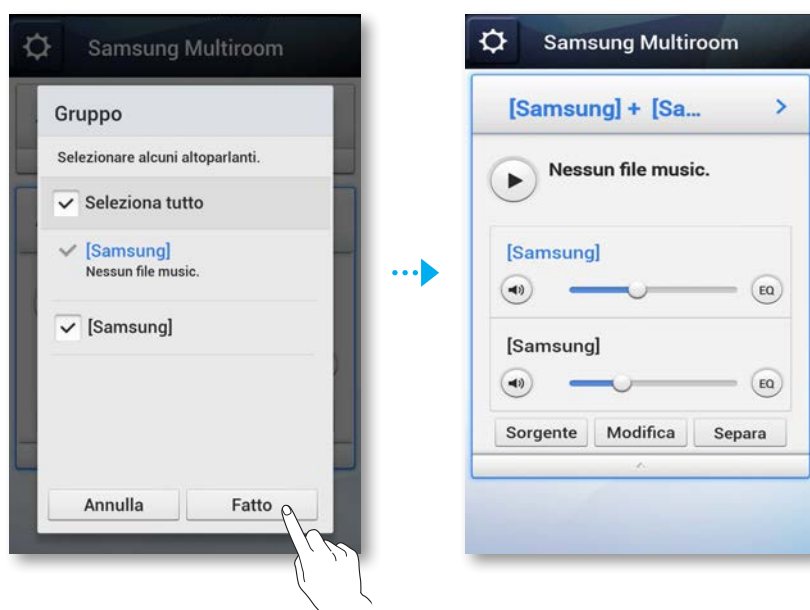 Samsung Multiroom
Gruppo
Selezionare alcuni altoparlanti.
Seleziona tutto
[Samsung]
Nessun file music.
[Samsung]
Annulla
Fatto
Samsung Multiroom
[Samsung] + [Sa...
Nessun file music.
[Samsung]
EQ
[Samsung]
EQ
Sorgente
Modifica
Separa